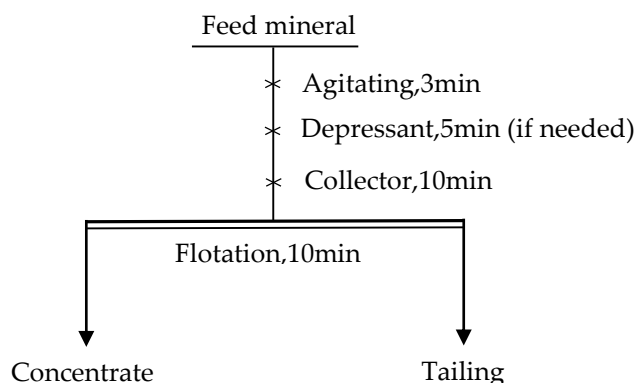 Feed mineral
Agitating,3min
Depressant,5min (if needed)
Collector,10min
Flotation,10min
Concentrate
Tailing